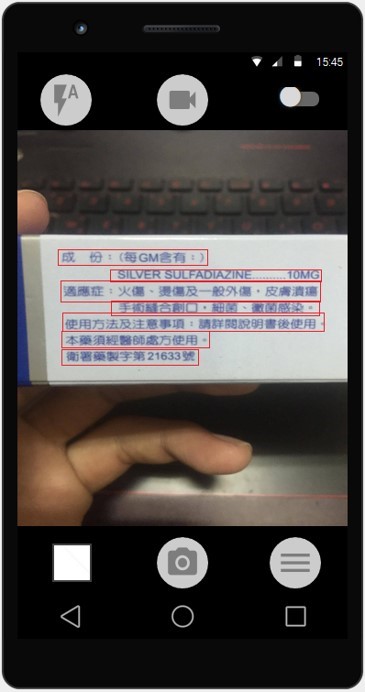 15:45
成　份：（每GM含有：）
SILVER SULFADIAZINE..........10MG
適應症：火傷、燙傷及一般外傷，皮膚潰瘍
手術縫合創口，細菌、黴菌感染。
使用方法及注意事項：請詳閱說明書後使用。
本藥須經醫師處方使用。
衛署藥製字第21633號